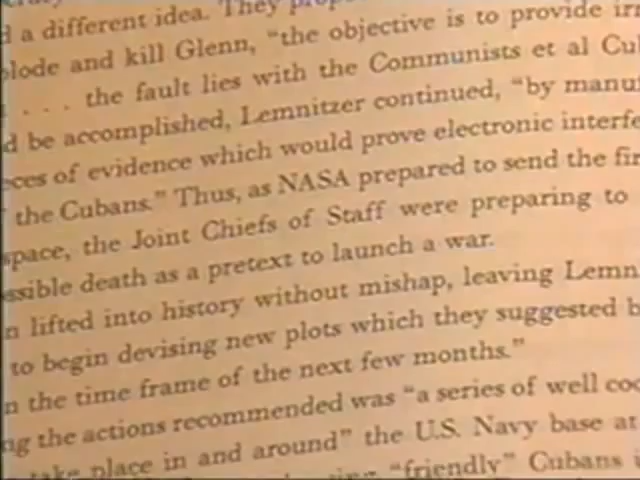 d a different idea. They
plode and kill Glenn, “the objective is to provide irr
. . . the fault lies with the Communists et al Cu
d be accomplished, Lemnitzer continued, “by manu
eces of evidence which would prove electronic interfe
the Cubans.” Thus, as NASA prepared to send the fir
space, the Joint Chiefs of Staff were preparing to
ssible death as a pretext to launch a war.
n lifted into history without mishap, leaving Lemn
to begin devising new plots which they suggested b
n the time frame of the next few months.”
ng the actions recommended was “a series of well coo
take place in and around” the U.S. Navy base at
“friendly” Cubans